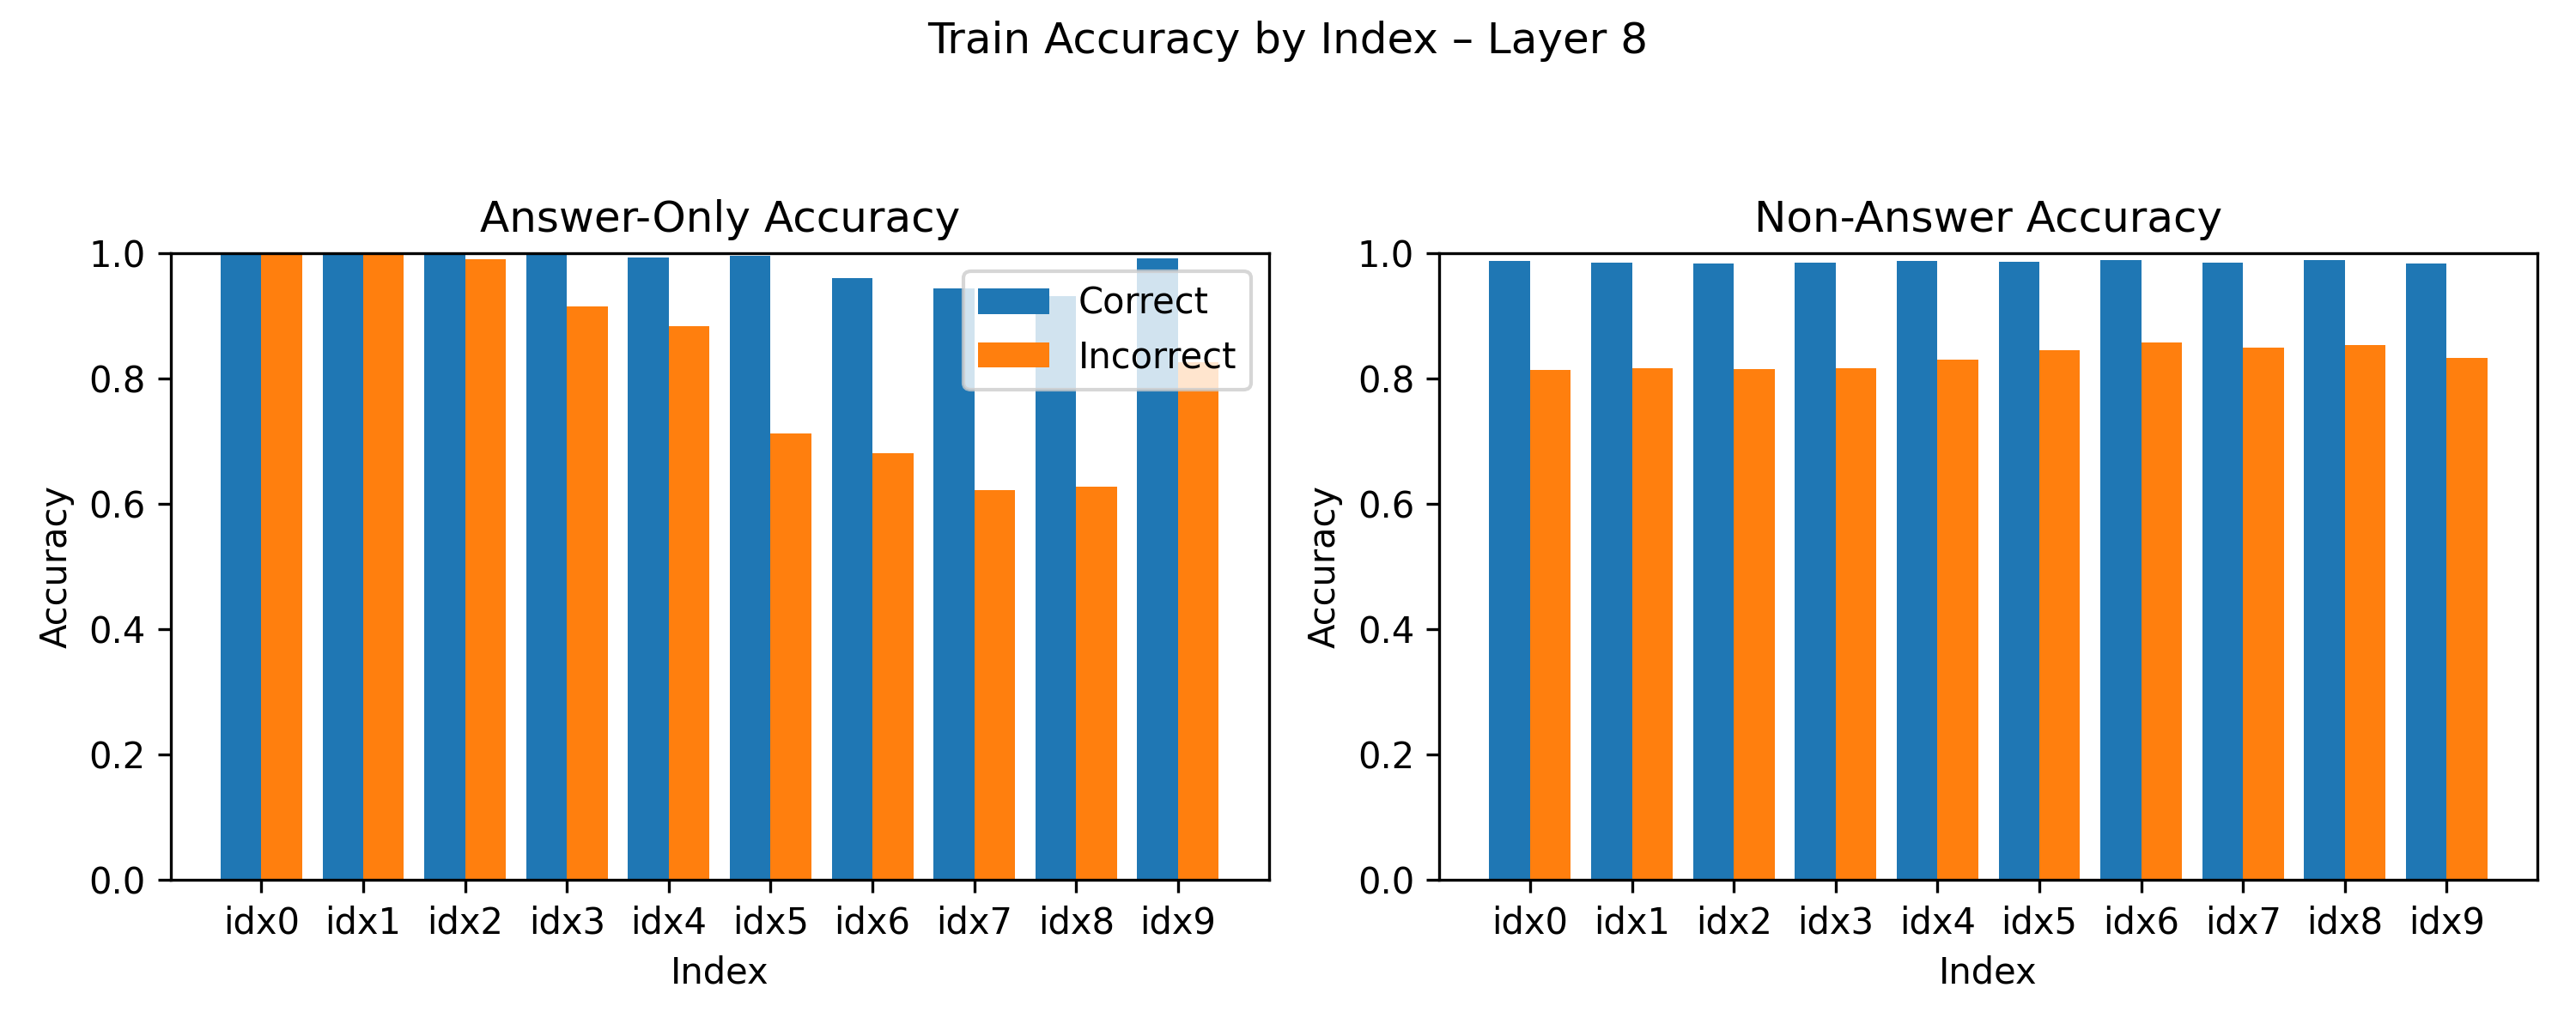 Train Accuracy by Index – Layer 8
Answer-Only Accuracy
1.0
0.8
0.6
0.4
0.2
0.0
Accuracy
Correct
Incorrect
idx0 idx1 idx2 idx3 idx4 idx5 idx6 idx7 idx8 idx9
Index
Non-Answer Accuracy
1.0
0.8
0.6
0.4
0.2
0.0
Accuracy
idx0 idx1 idx2 idx3 idx4 idx5 idx6 idx7 idx8 idx9
Index